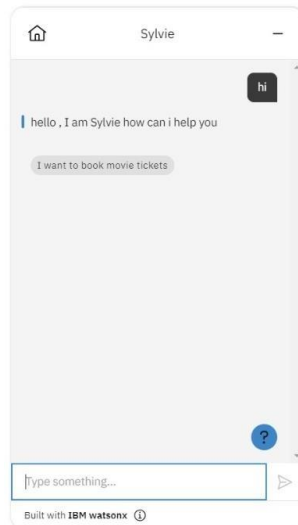 Sylvie
hi
hello , I am Sylvie how can i help you
I want to book movie tickets
?
Type something...
Built with IBM watsonx